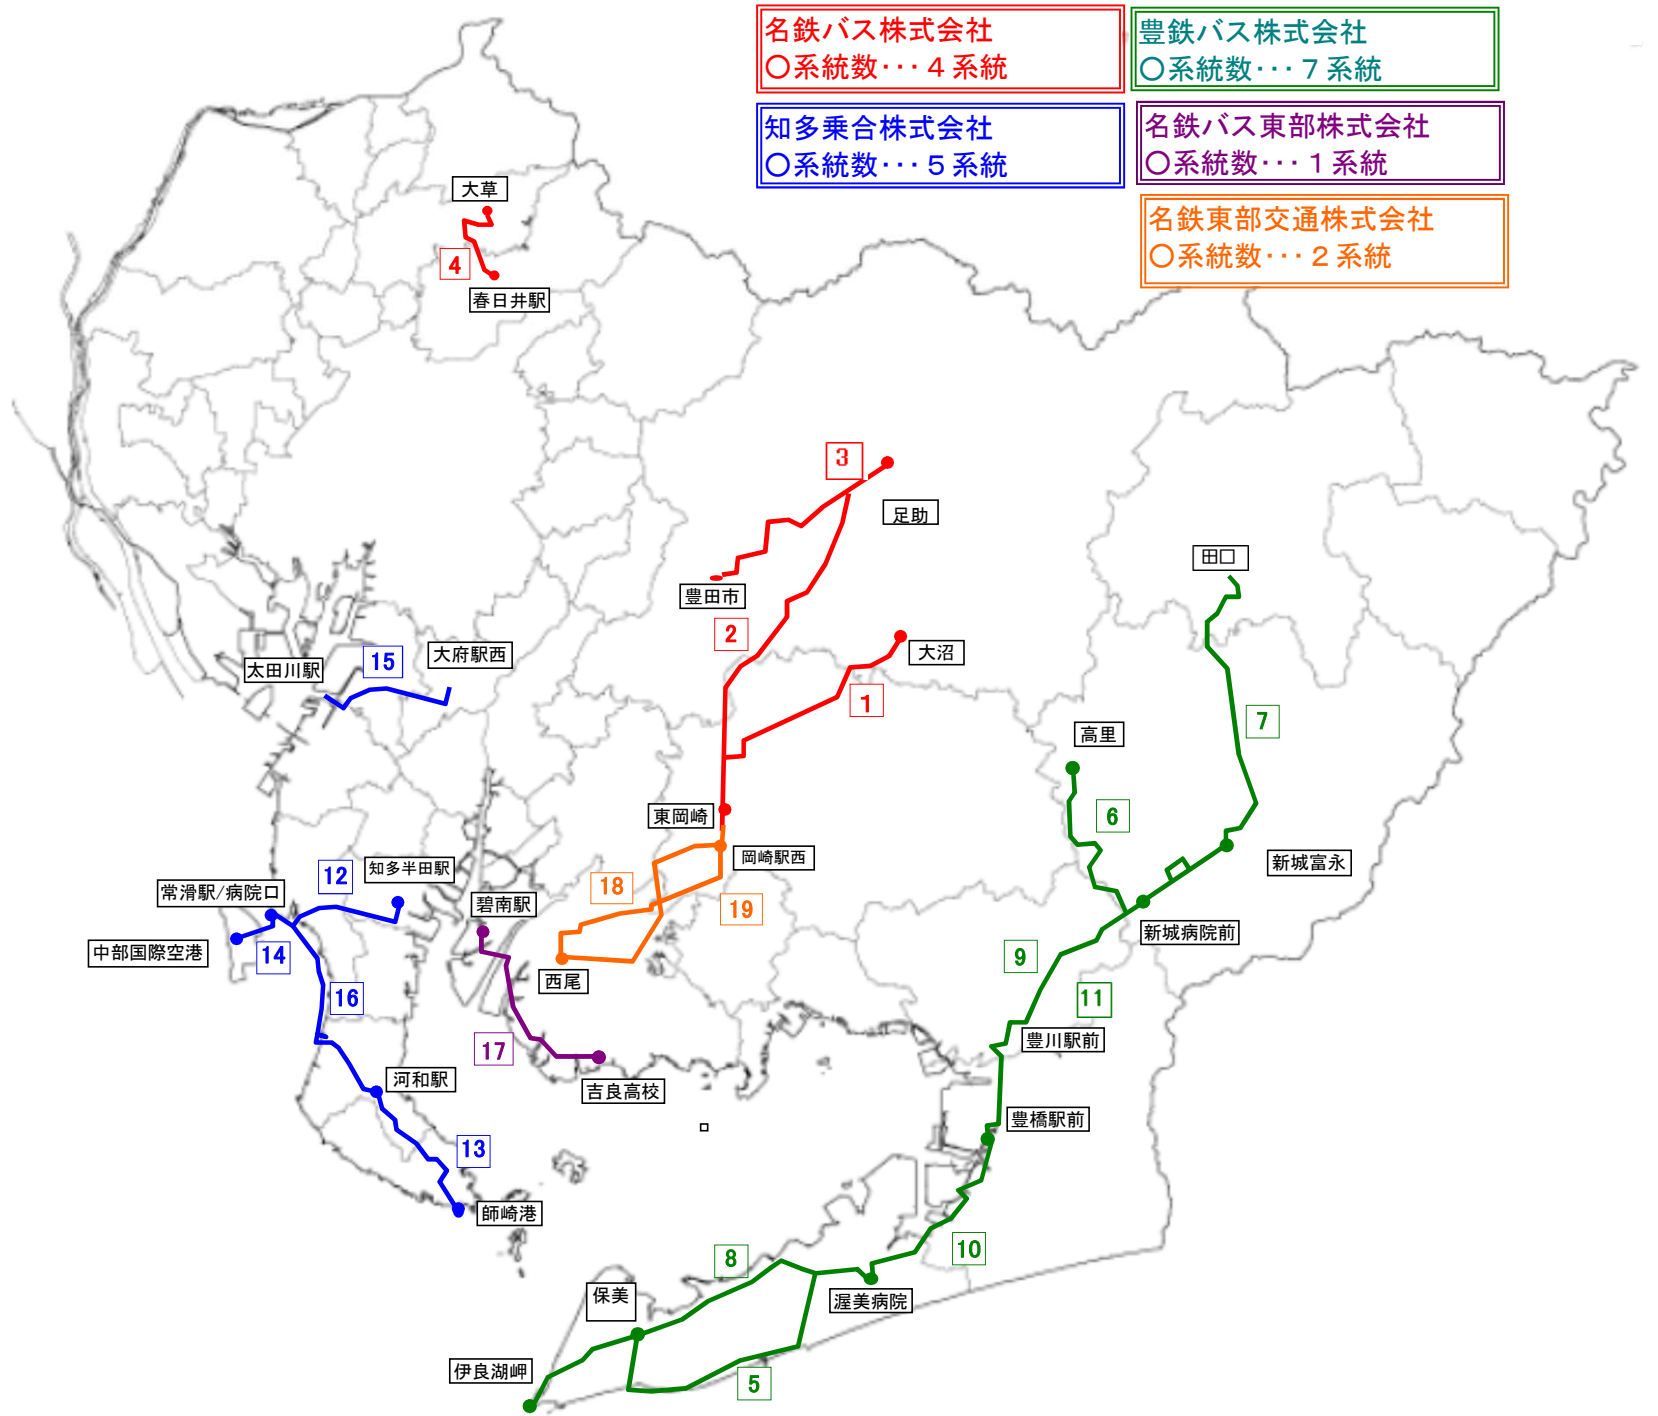 名鉄バス株式会社
〇系統数･･･４系統
豊鉄バス株式会社
〇系統数･･･７系統
知多乗合株式会社
〇系統数･･･５系統
名鉄バス東部株式会社
〇系統数･･･１系統
名鉄東部交通株式会社
〇系統数･･･２系統
大草
4
春日井駅
3
足助
豊田市
2
大沼
1
田口
7
高里
6
新城富永
太田川駅
15
大府駅西
東岡崎
岡崎駅西
18
19
西尾
知多半田駅
12
常滑駅/病院口
中部国際空港
14
碧南駅
16
17
吉良高校
河和駅
13
師崎港
新城病院前
9
11
豊川駅前
豊橋駅前
10
渥美病院
8
保美
伊良湖岬
5